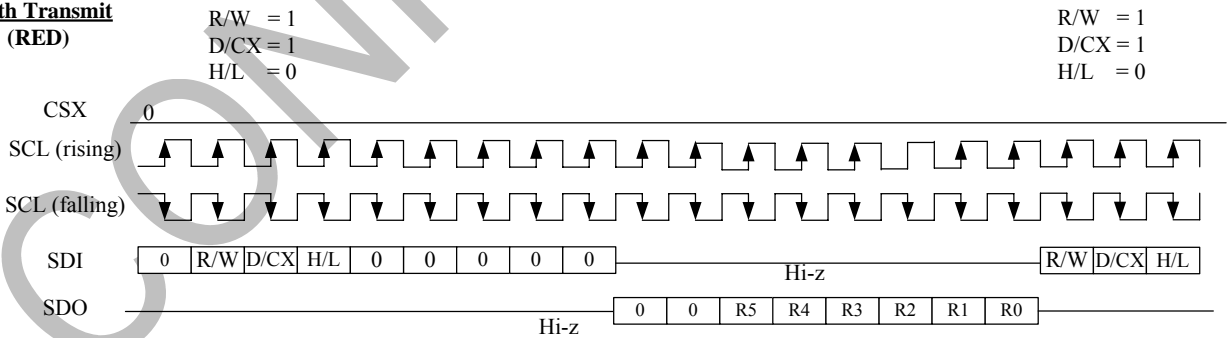 th Transmit
(RED)
R/W = 1
D/CX = 1
H/L = 0
R/W = 1
D/CX = 1
H/L = 0
CSX 0
SCL (rising)
SCL (falling)
SDI 0 R/W D/CX H/L 0 0 0 0 0 Hi-z R/W D/CX H/L
SDO Hi-z 0 0 R5 R4 R3 R2 R1 R0
CON